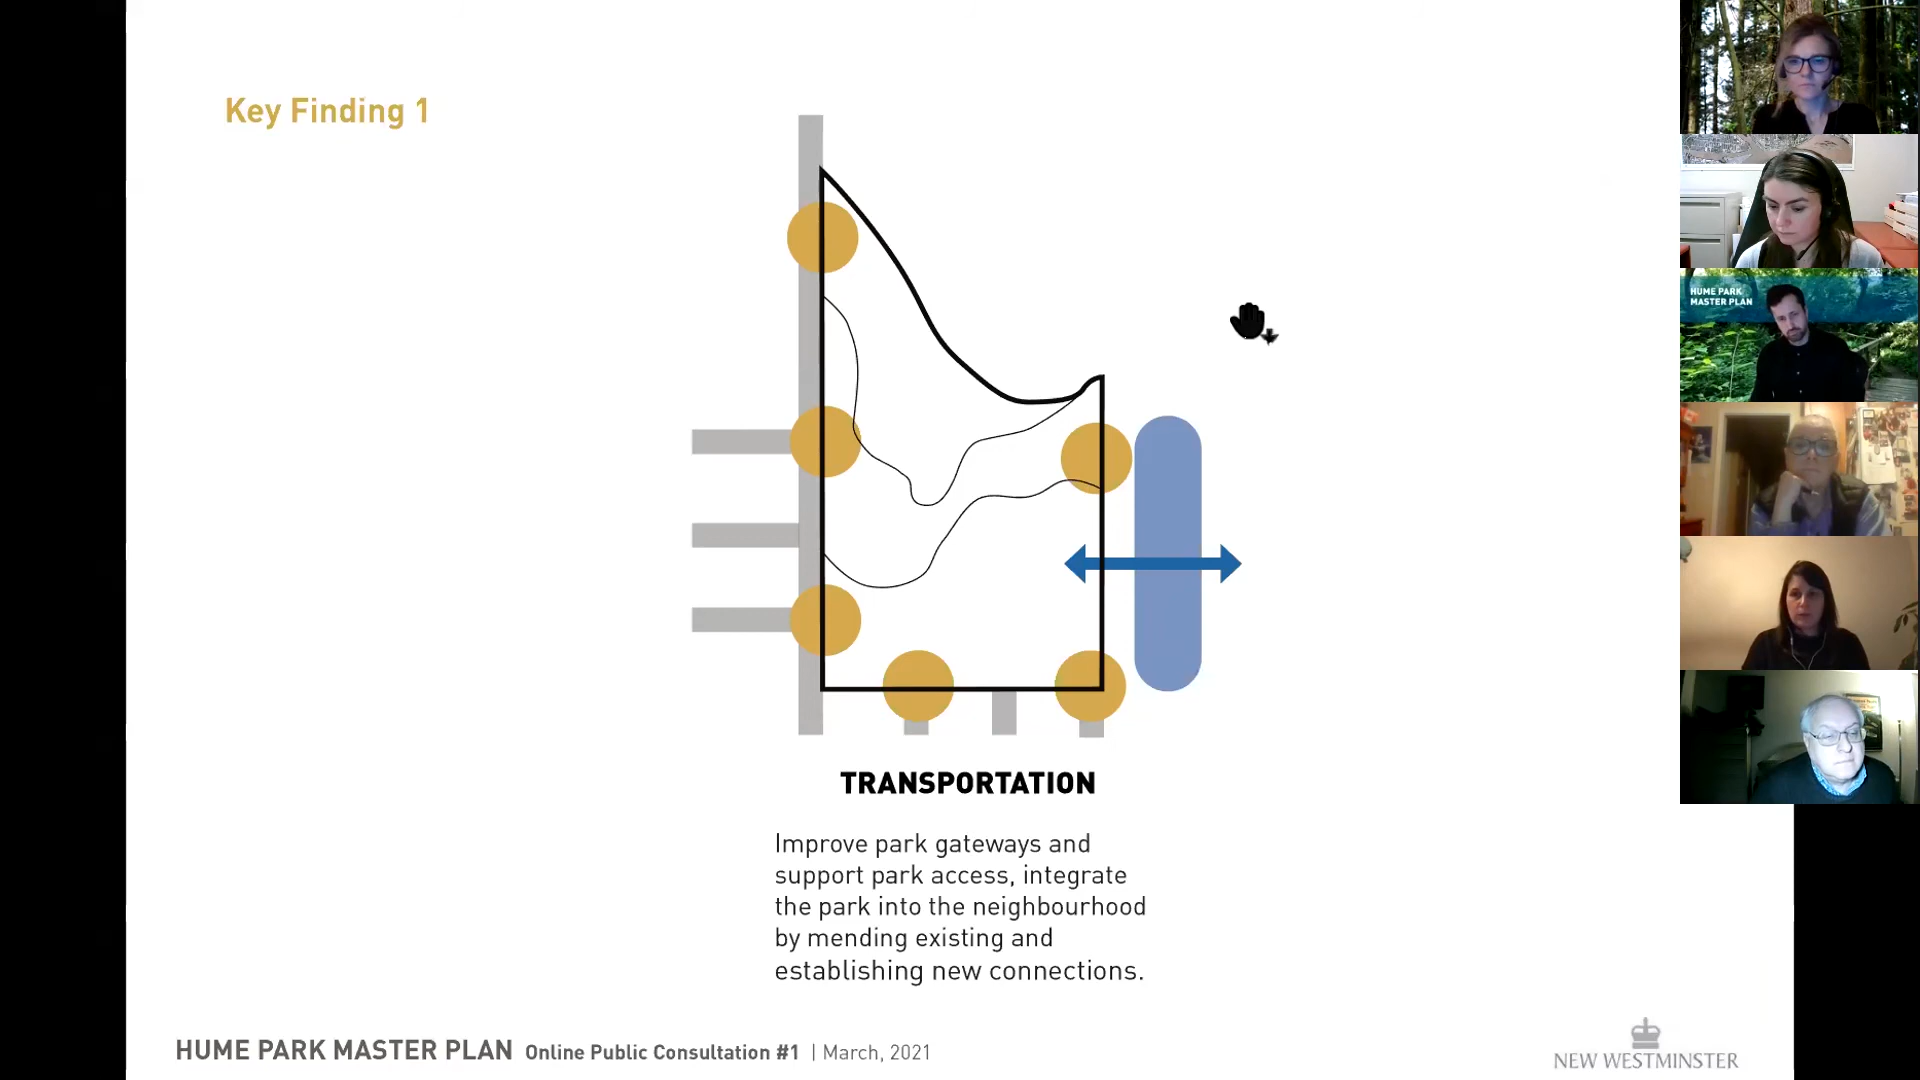 Key Finding 1
HUME PARK
MASTER PLAN
TRANSPORTATION
Improve park gateways and
support park access, integrate
the park into the neighbourhood
by mending existing and
establishing new connections.
HUME PARK MASTER PLAN Online Public Consultation #1 | March, 2021
NEW WESTMINSTER